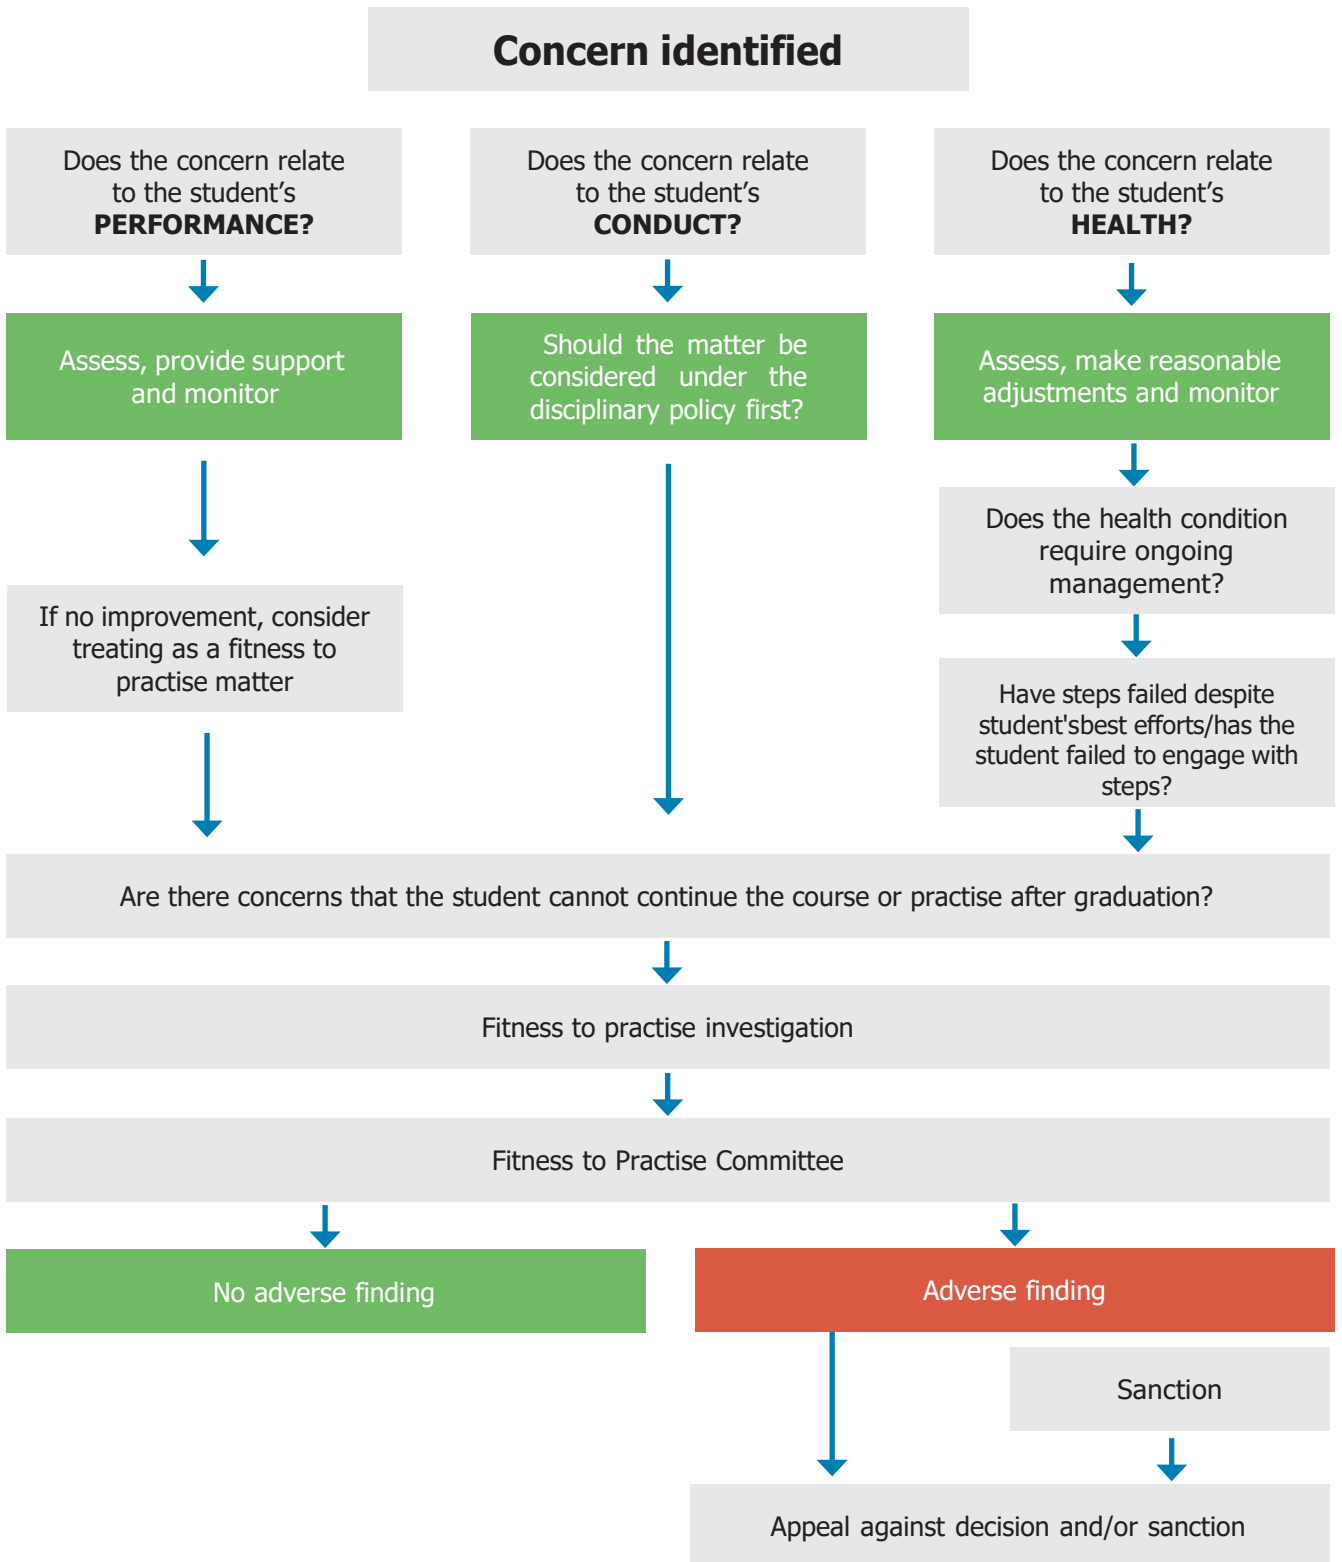 Concern identified
Does the concern relate
to the student’s
PERFORMANCE?
Does the concern relate
to the student’s
CONDUCT?
Does the concern relate
to the student’s
HEALTH?
Assess, provide support
and monitor
Should the matter be
considered under the
disciplinary policy first?
Assess, make reasonable
adjustments and monitor
Does the health condition
require ongoing
management?
If no improvement, consider
treating as a fitness to
practise matter
Have steps failed despite
student'sbest efforts/has the
student failed to engage with
steps?
Are there concerns that the student cannot continue the course or practise after graduation?
Fitness to practise investigation
Fitness to Practise Committee
No adverse finding
Adverse finding
Sanction
Appeal against decision and/or sanction